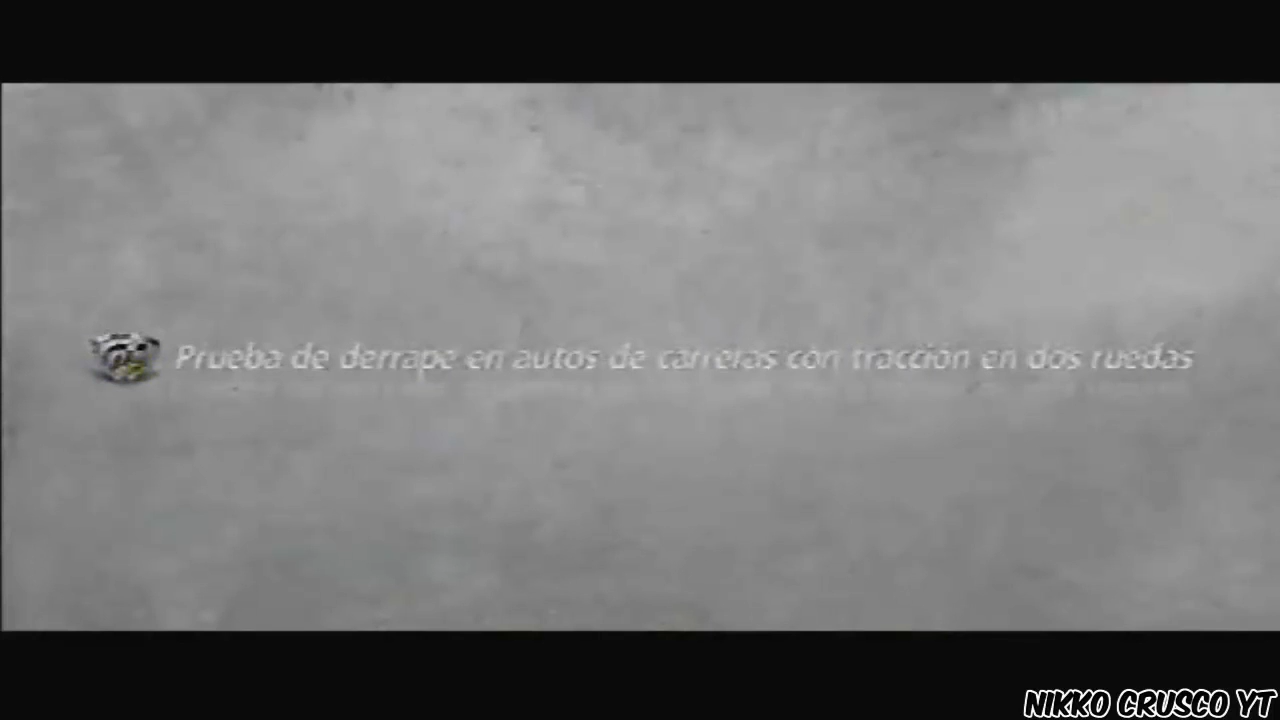 Prueba de derrape en autos de carreras con tracción en dos ruedas
NIKKO CRUSCO YT